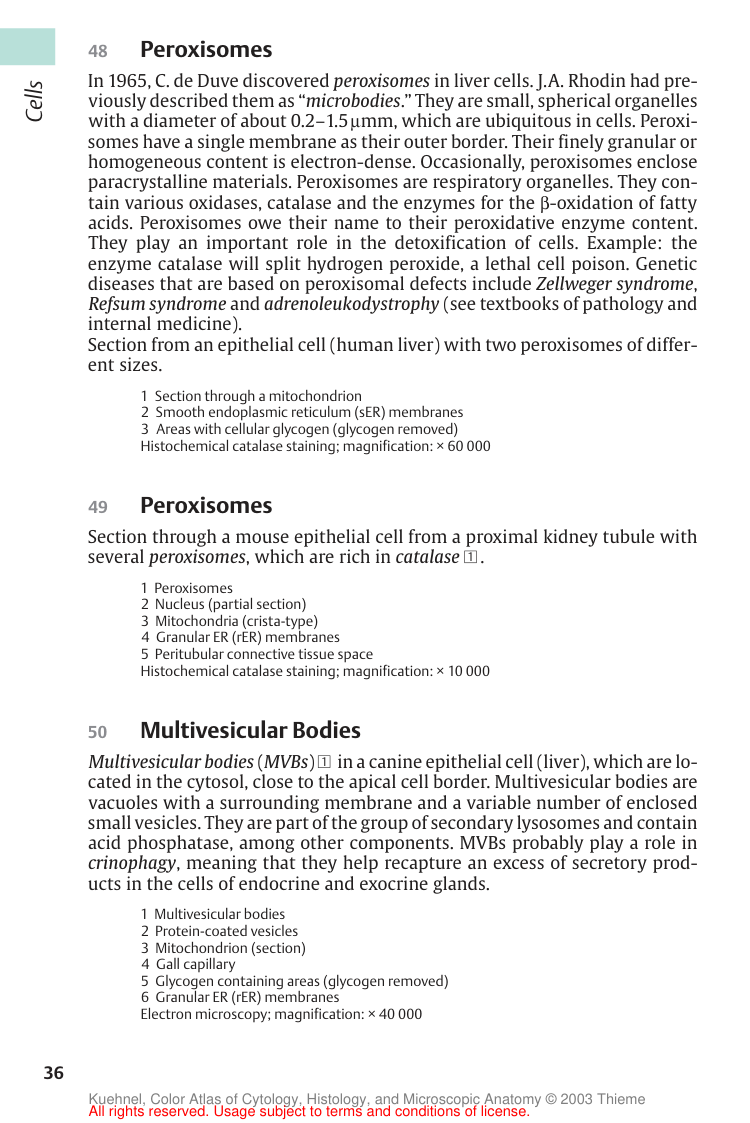 48 Peroxisomes
Cells
In 1965, C. de Duve discovered peroxisomes in liver cells. J.A. Rhodin had pre-
viously described them as “microbodies.” They are small, spherical organelles
with a diameter of about 0.2–1.5 µmm, which are ubiquitous in cells. Peroxi-
somes have a single membrane as their outer border. Their finely granular or
homogeneous content is electron-dense. Occasionally, peroxisomes enclose
paracrystalline materials. Peroxisomes are respiratory organelles. They con-
tain various oxidases, catalase and the enzymes for the β-oxidation of fatty
acids. Peroxisomes owe their name to their peroxidative enzyme content.
They play an important role in the detoxification of cells. Example: the
enzyme catalase will split hydrogen peroxide, a lethal cell poison. Genetic
diseases that are based on peroxisomal defects include Zellweger syndrome,
Refsum syndrome and adrenoleukodystrophy (see textbooks of pathology and
internal medicine).
Section from an epithelial cell (human liver) with two peroxisomes of differ-
ent sizes.
1 Section through a mitochondrion
2 Smooth endoplasmic reticulum (sER) membranes
3 Areas with cellular glycogen (glycogen removed)
Histochemical catalase staining; magnification: × 60 000
49 Peroxisomes
Section through a mouse epithelial cell from a proximal kidney tubule with
several peroxisomes, which are rich in catalase 1 .
1 Peroxisomes
2 Nucleus (partial section)
3 Mitochondria (crista-type)
4 Granular ER (rER) membranes
5 Peritubular connective tissue space
Histochemical catalase staining; magnification: × 10 000
50 Multivesicular Bodies
Multivesicular bodies (MVBs) 1 in a canine epithelial cell (liver), which are lo-
cated in the cytosol, close to the apical cell border. Multivesicular bodies are
vacuoles with a surrounding membrane and a variable number of enclosed
small vesicles. They are part of the group of secondary lysosomes and contain
acid phosphatase, among other components. MVBs probably play a role in
crinophagy, meaning that they help recapture an excess of secretory prod-
ucts in the cells of endocrine and exocrine glands.
1 Multivesicular bodies
2 Protein-coated vesicles
3 Mitochondrion (section)
4 Gall capillary
5 Glycogen containing areas (glycogen removed)
6 Granular ER (rER) membranes
Electron microscopy; magnification: × 40 000
36
Kuehnel, Color Atlas of Cytology, Histology, and Microscopic Anatomy © 2003 Thieme
All rights reserved. Usage subject to terms and conditions of license.